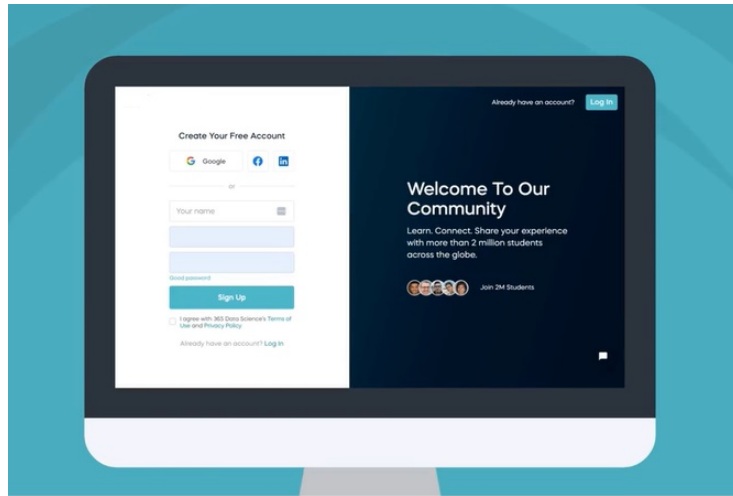 Already have an account? Log In
Create Your Free Account
Google
or
Your name
Good password
Sign Up
I agree with 365 Data Science's Terms of
Use and Privacy Policy
Already have an account? Log In
Welcome To Our
Community
Learn. Connect. Share your experience
with more than 2 million students
across the globe.
Join 2M Students